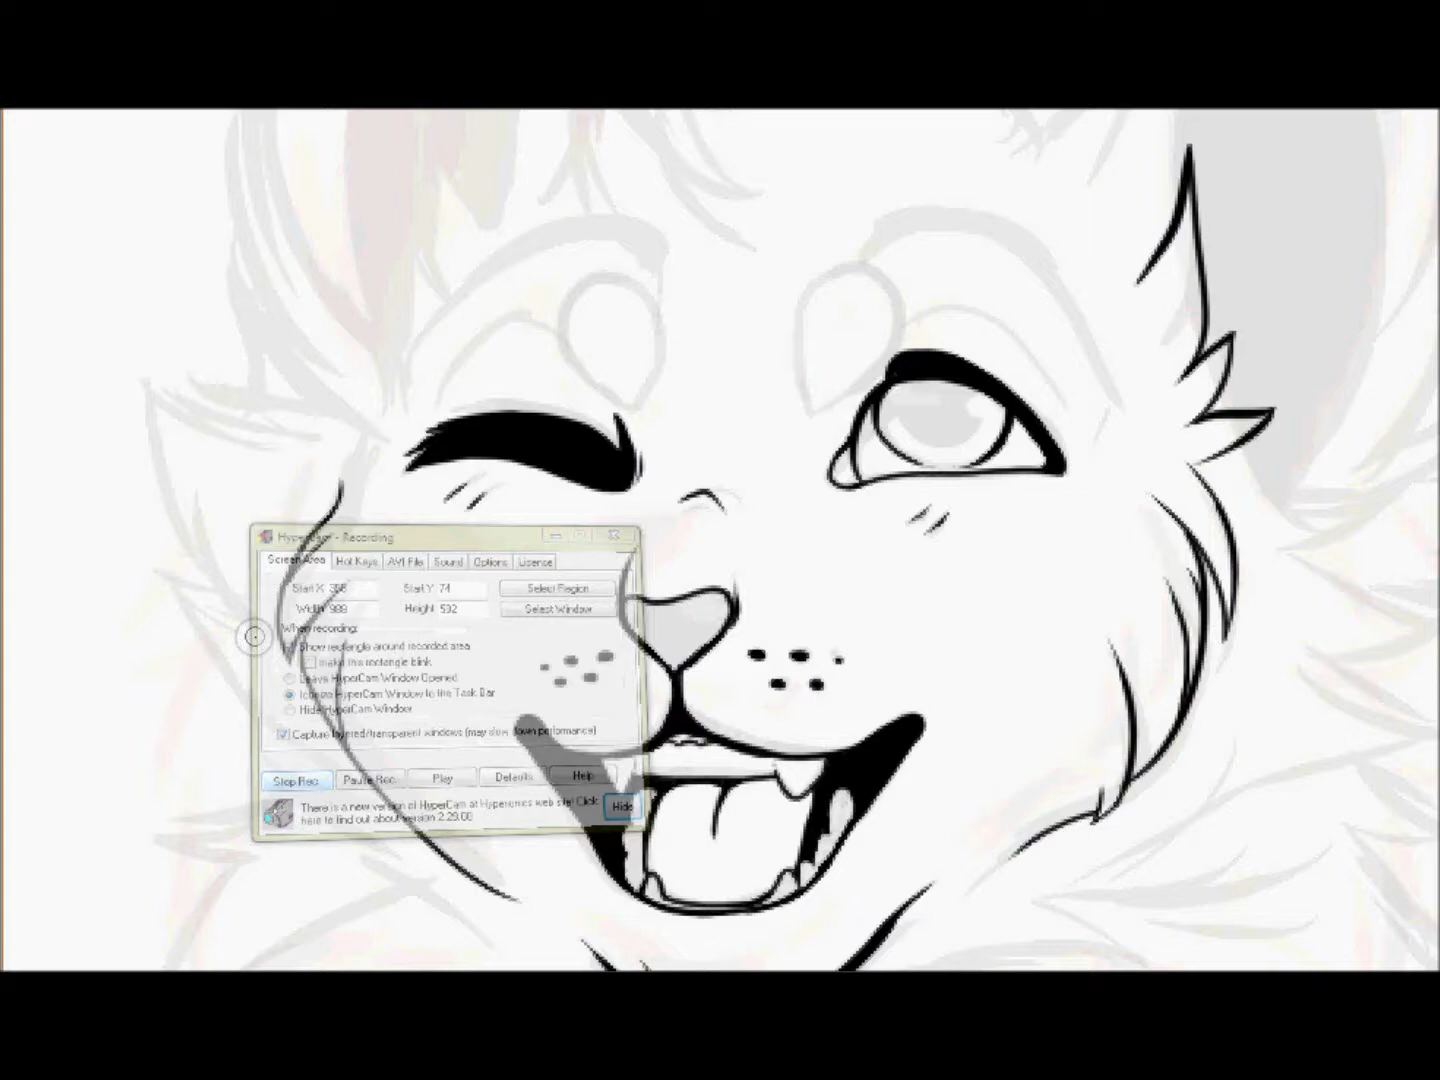 HyperCam - Recording
Screen Area Hot Keys AVI File Sound Options License
Start X Start Y 74 Select Region
Width 988 Height 592 Select Window
When recording:
Show rectangle around recorded area
make this rectangle blink
Leave HyperCam Window Opened
Iconize HyperCam Window to the Task Bar
Hide HyperCam Window
Capture layered/transparent windows (may slow down performance)
Stop Rec. Pause Rec. Play Defaults Help
There is a new version of HyperCam at Hyperionics web site! Click Hide
here to find out about version 2.29.00